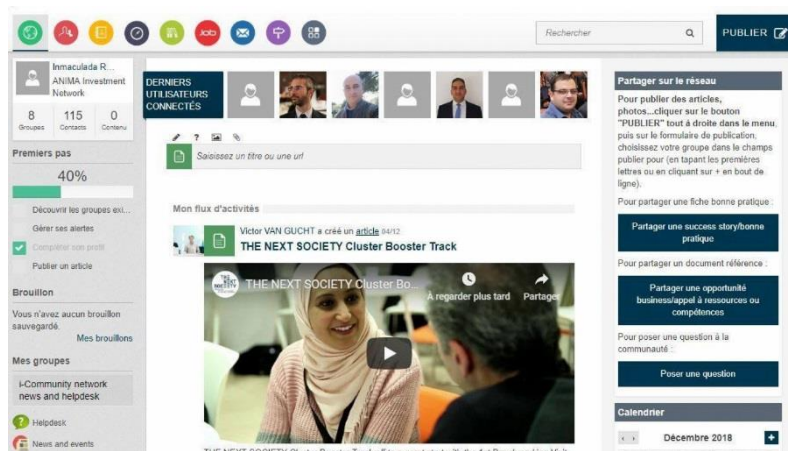 Job
Rechercher
PUBLIER
Inmaculada R...
ANIMA Investment
Network
8
115
0
Groupes
Contacts
Contenu
Premiers pas
40%
Découvrir les groupes exi...
Gérer ses alertes
Compléter son profil
Publier un article
Brouillon
Vous n'avez aucun brouillon
sauvegardé.
Mes brouillons
Mes groupes
i-Community network
news and helpdesk
Helpdesk
News and events
DERNIERS
UTILISATEURS
CONNECTÉS
Saisissez un titre ou une url
Mon flux d'activités
Victor VAN GUCHT a créé un article 04/12
THE NEXT SOCIETY Cluster Booster Track
THE NEXT SOCIETY
THE NEXT SOCIETY Cluster Bo...
À regarder plus tard
Partager
Partager sur le réseau
Pour publier des articles,
photos...cliquer sur le bouton
"PUBLIER" tout à droite dans le menu,
puis sur le formulaire de publication,
choisissez votre groupe dans le champs
publier pour (en tapant les premières
lettres ou en cliquant sur + en bout de
ligne).
Pour partager une fiche bonne pratique :
Partager une success story/bonne
pratique
Pour partager un document référence :
Partager une opportunité
business/appel à ressources ou
compétences
Pour poser une question à la
communauté :
Poser une question
Calendrier
Décembre 2018